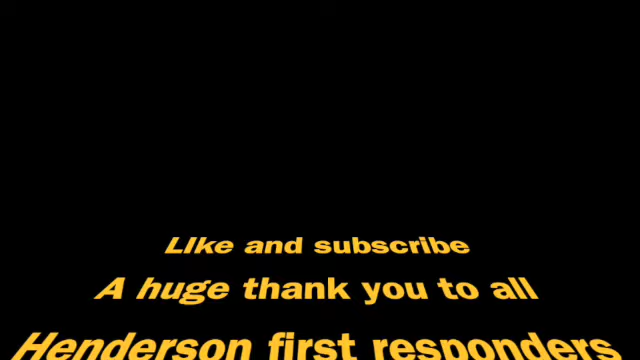 LIke and subscribe
A huge thank you to all
Henderson first responders